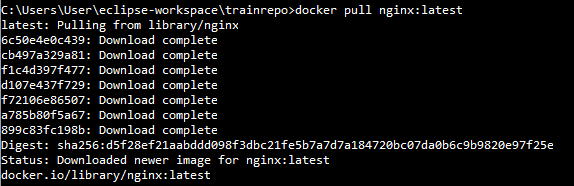 C:\Users\User\eclipse-workspace\trainrepo>docker pull nginx:latest
latest: Pulling from library/nginx
6c50e4e0c439: Download complete
cb497a329a81: Download complete
f1c4d397f477: Download complete
d107e437f729: Download complete
f72106e86507: Download complete
a785b80f5a67: Download complete
899c83fc198b: Download complete
Digest: sha256:d5f28ef21aabddd098f3dbc21fe5b7a7d7a184720bc07da0b6c9b9820e97f25e
Status: Downloaded newer image for nginx:latest
docker.io/library/nginx:latest